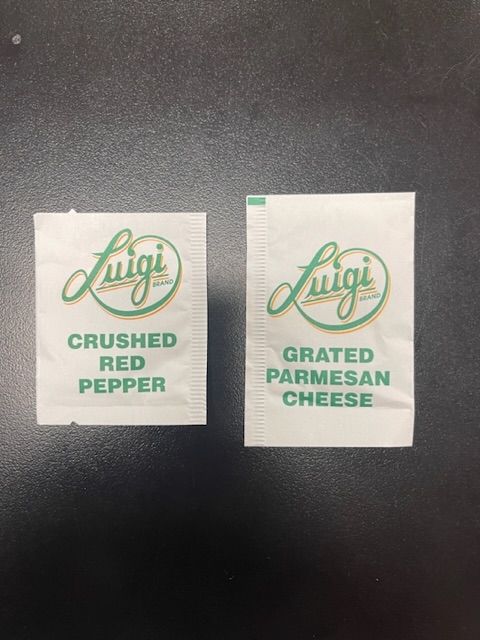 Luigi
BRAND
CRUSHED
RED
PEPPER
Luigi
BRAND
GRATED
PARMESAN
CHEESE